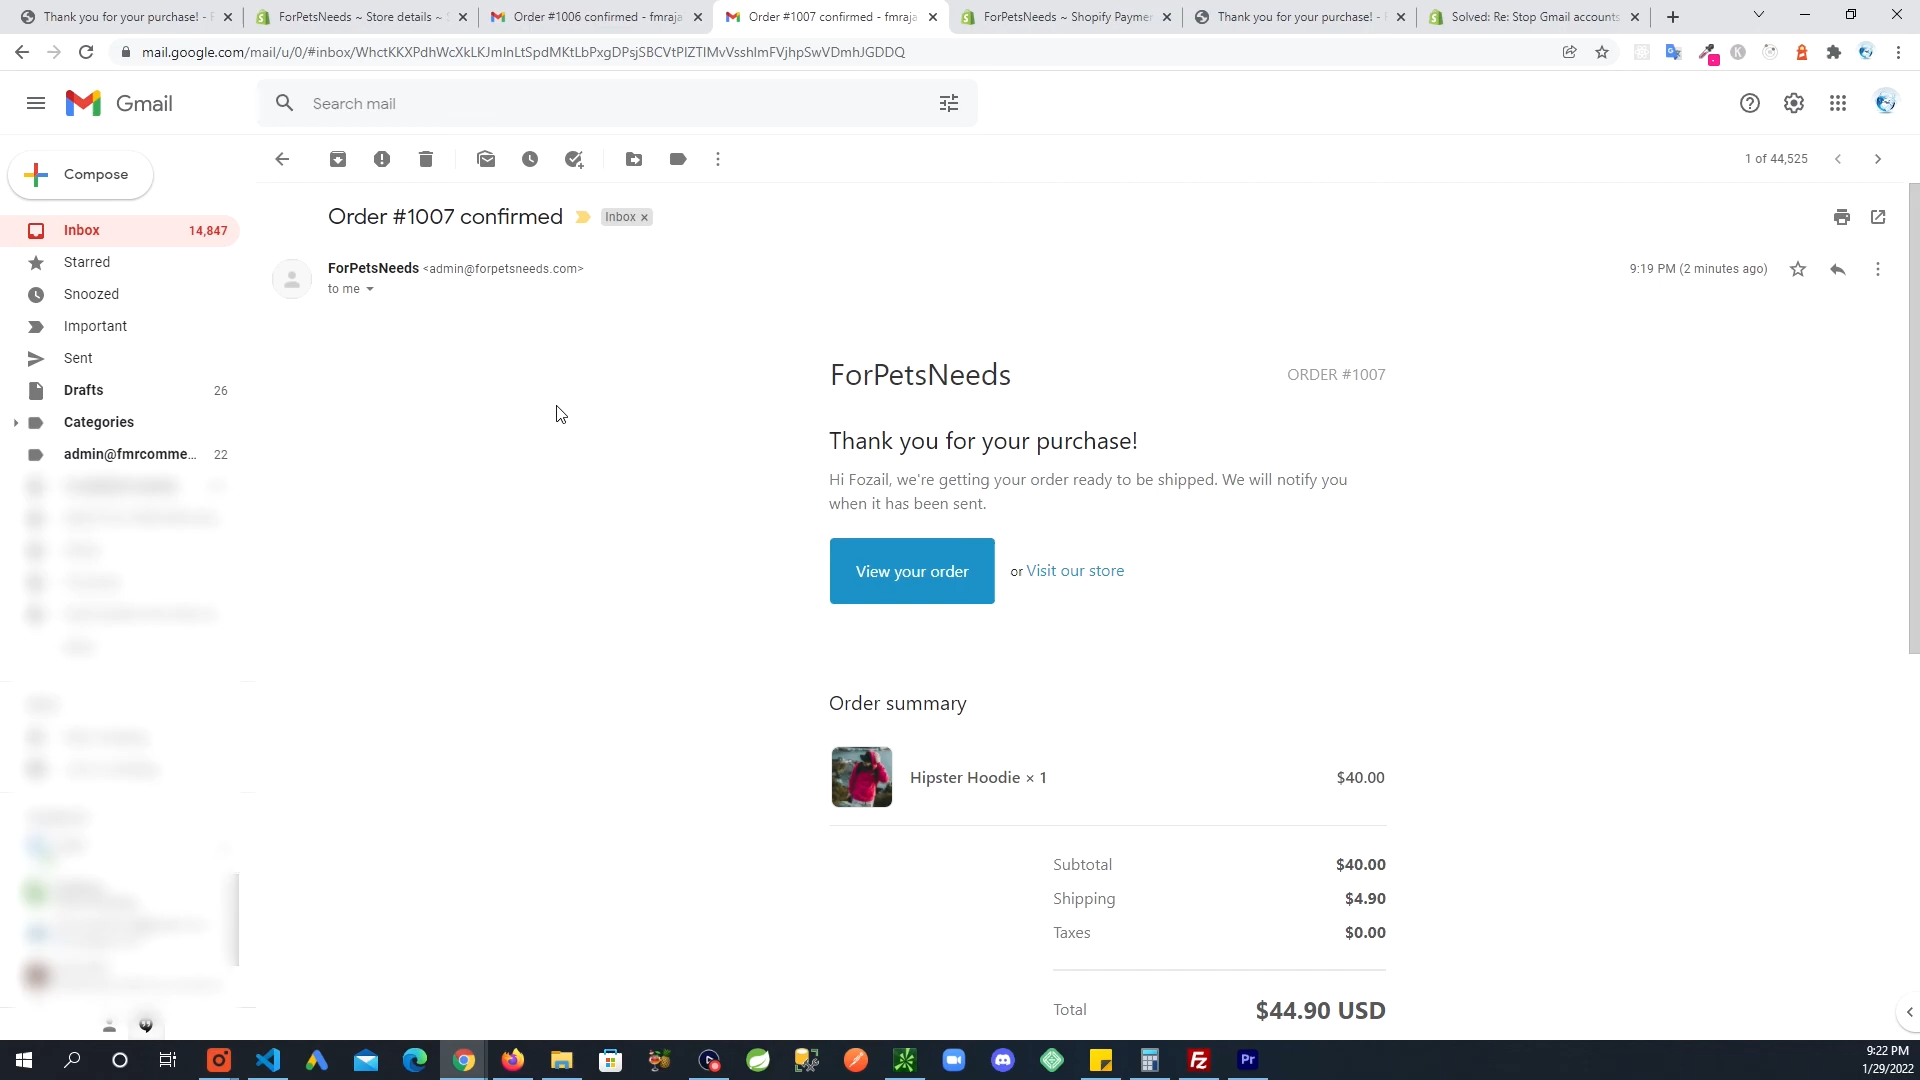 Thank you for your purchase! - F
ForPetsNeeds ~ Store details ~ S
Order #1006 confirmed - fmraja
Order #1007 confirmed - fmraja
ForPetsNeeds ~ Shopify Paymen
Thank you for your purchase! - F
Solved: Re: Stop Gmail accounts
mail.google.com/mail/u/0/#inbox/WhctKKXPdhWcXkLKJmInLtSpdMKtLbPxgDPsjSBCVtPlZTlMvVsshlmFVjhpSwVDmhJGDDQ
Gmail
Search mail
Compose
1 of 44,525
Order #1007 confirmed
Inbox ×
Inbox 14,847
Starred
Snoozed
Important
Sent
Drafts 26
Categories
admin@fmrcomme... 22
ForPetsNeeds <admin@forpetsneeds.com>
9:19 PM (2 minutes ago)
to me
ForPetsNeeds
ORDER #1007
Thank you for your purchase!
Hi Fozail, we're getting your order ready to be shipped. We will notify you
when it has been sent.
View your order
or Visit our store
Order summary
Hipster Hoodie × 1 $40.00
Subtotal $40.00
Shipping $4.90
Taxes $0.00
Total $44.90 USD
Pr
9:22 PM
1/29/2022